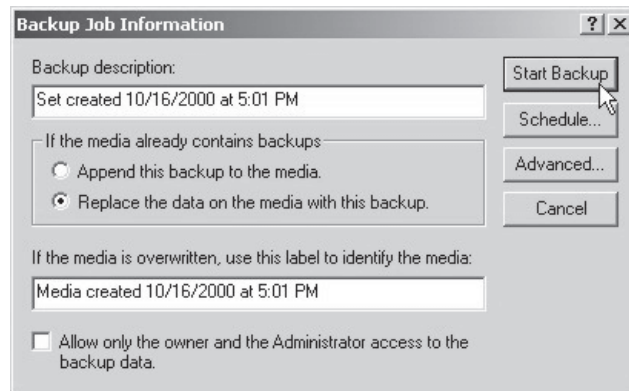 Backup Job Information
Backup description:
Set created 10/16/2000 at 5:01 PM
If the media already contains backups
Append this backup to the media.
Replace the data on the media with this backup.
If the media is overwritten, use this label to identify the media:
Media created 10/16/2000 at 5:01 PM
Allow only the owner and the Administrator access to the
backup data.
Start Backup
Schedule...
Advanced...
Cancel